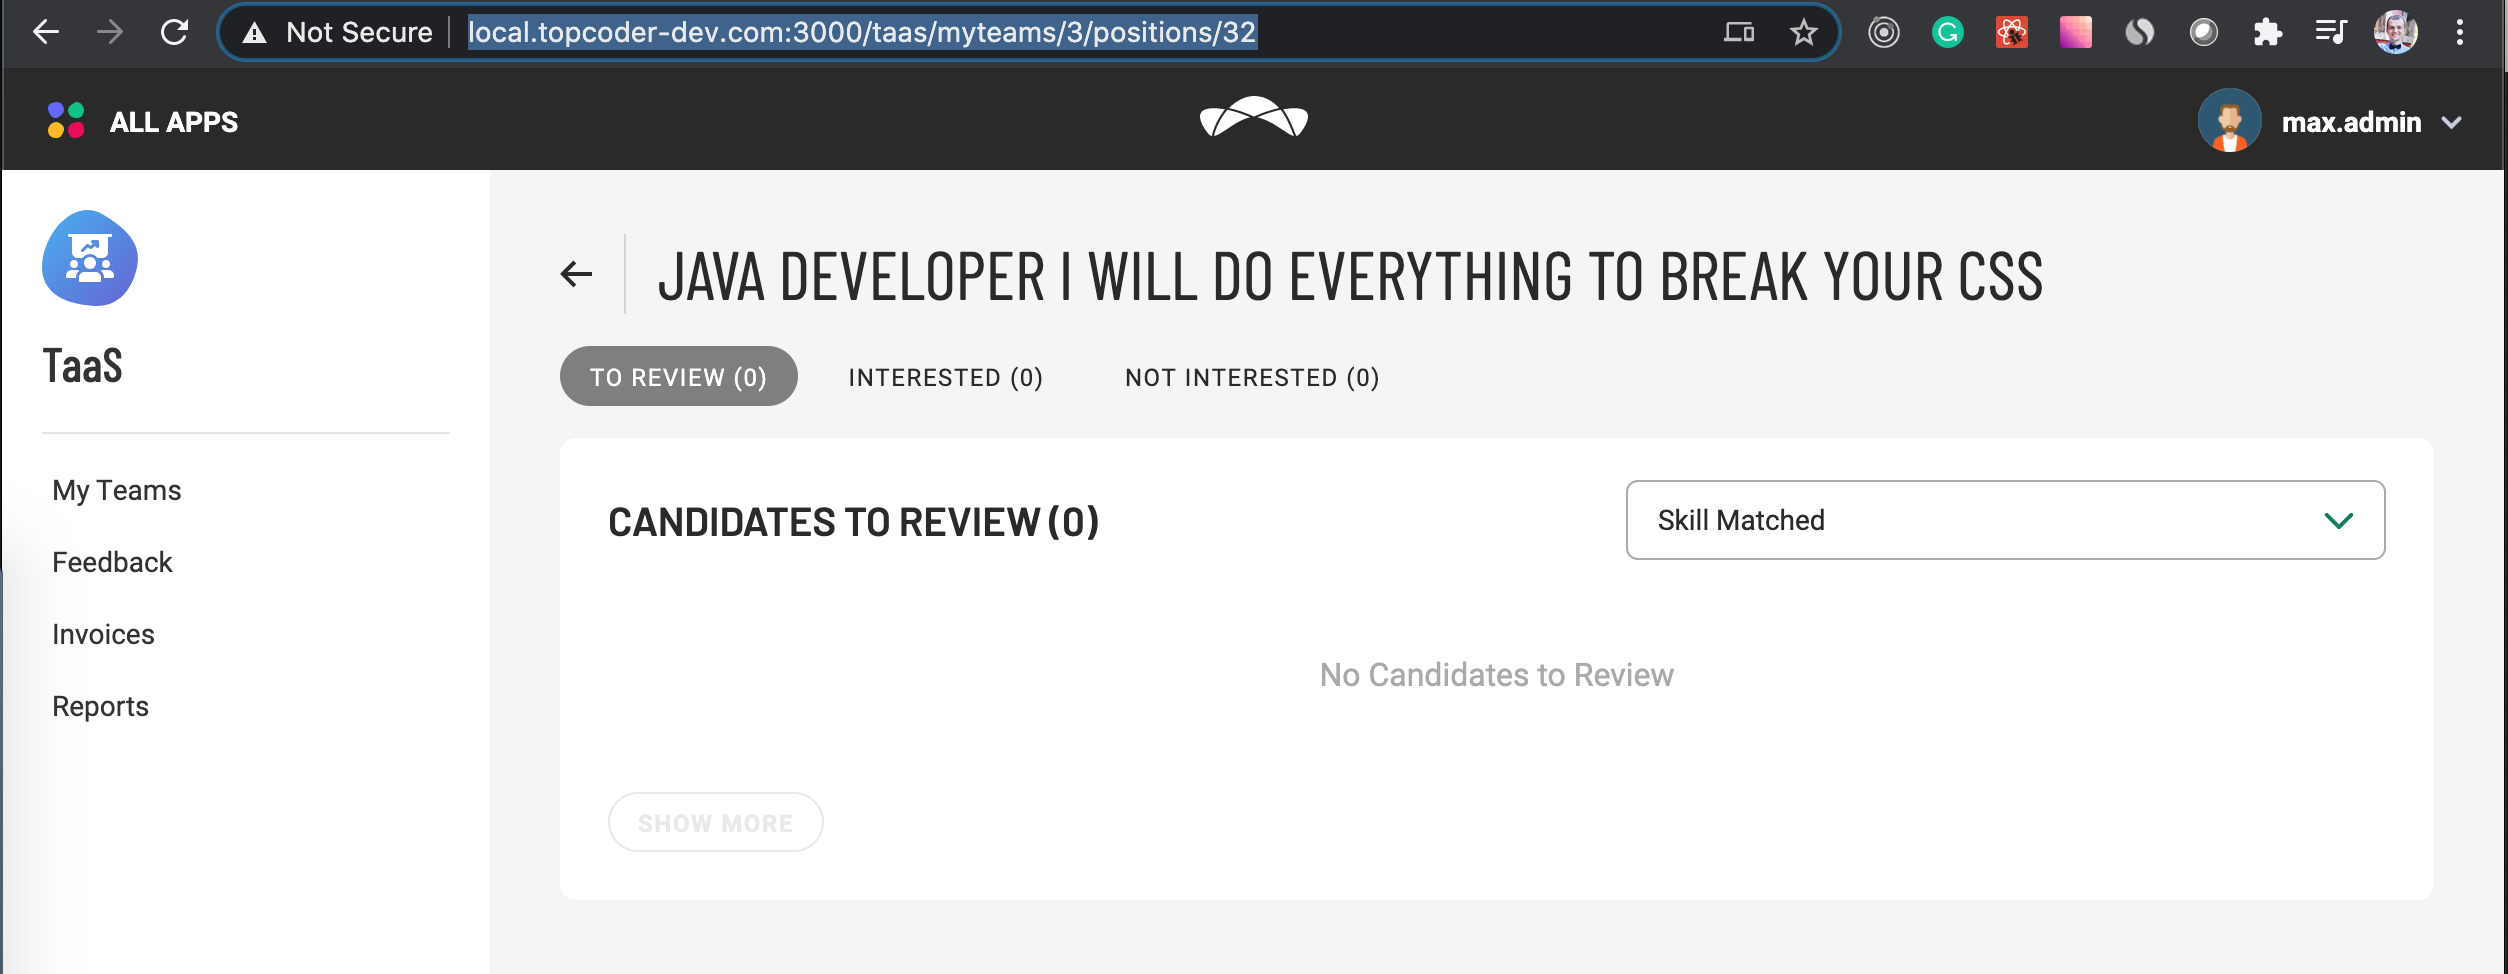 Not Secure local.topcoder-dev.com:3000/taas/myteams/3/positions/32
ALL APPS
max.admin
TaaS
My Teams
Feedback
Invoices
Reports
JAVA DEVELOPER I WILL DO EVERYTHING TO BREAK YOUR CSS
TO REVIEW (0) INTERESTED (0) NOT INTERESTED (0)
CANDIDATES TO REVIEW (0)
Skill Matched
No Candidates to Review
SHOW MORE